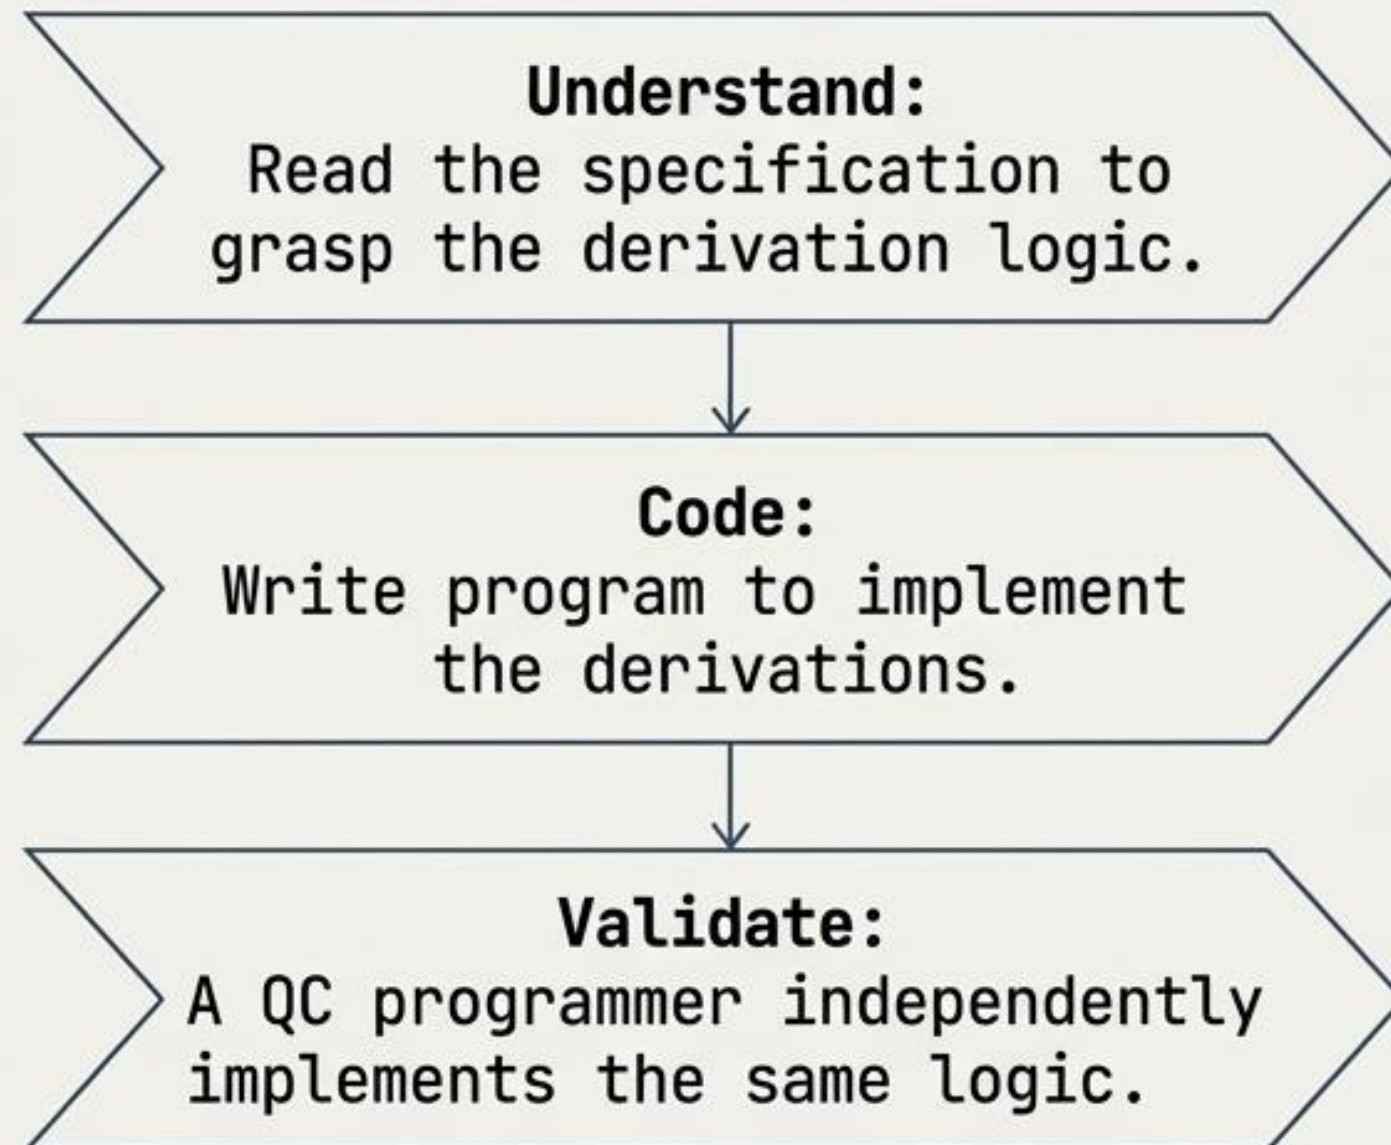 Understand:
Read the specification to
grasp the derivation logic.
Code:
Write program to implement
the derivations.
Validate:
A QC programmer independently
implements the same logic.